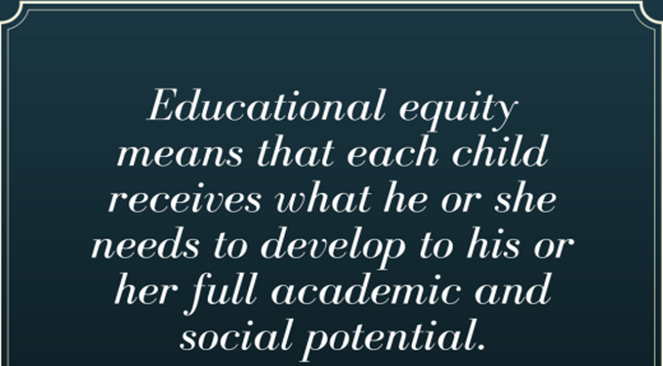 Educational equity
means that each child
receives what he or she
needs to develop to his or
her full academic and
social potential.